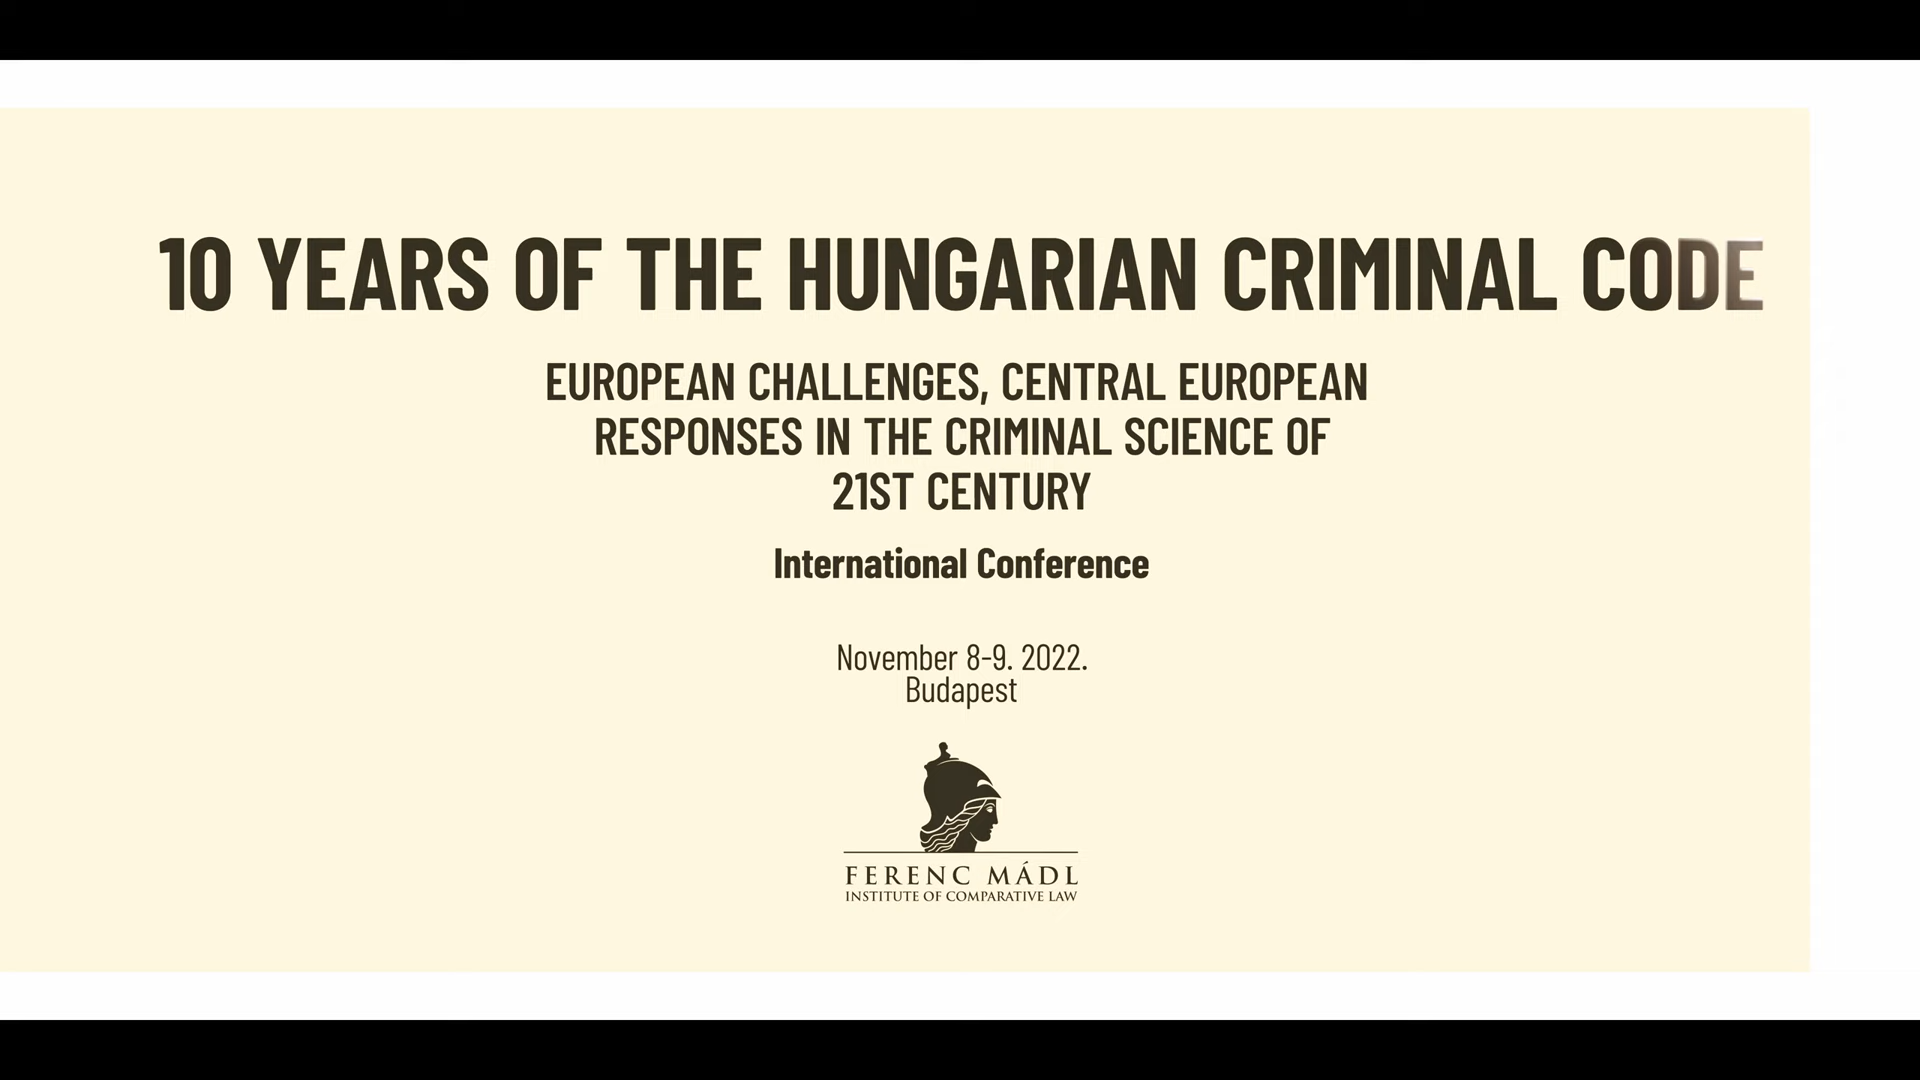 10 YEARS OF THE HUNGARIAN CRIMINAL CODE
EUROPEAN CHALLENGES, CENTRAL EUROPEAN
RESPONSES IN THE CRIMINAL SCIENCE OF
21ST CENTURY
International Conference
November 8-9. 2022.
Budapest
FERENC MÁDL
INSTITUTE OF COMPARATIVE LAW